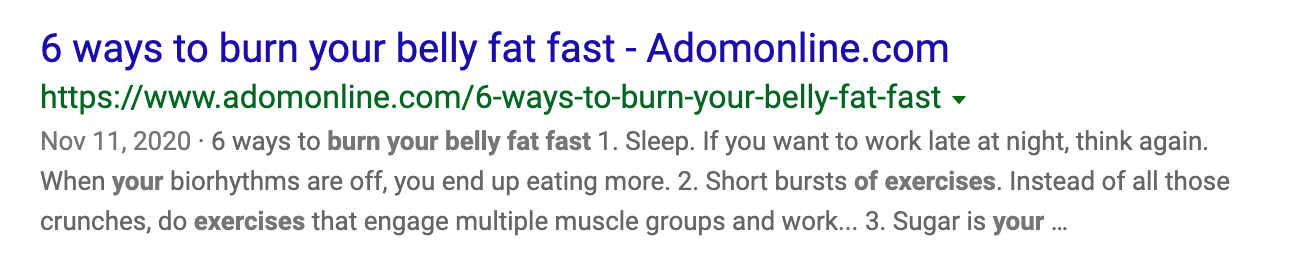 6 ways to burn your belly fat fast - Adomonline.com
https://www.adomonline.com/6-ways-to-burn-your-belly-fat-fast
Nov 11, 2020 · 6 ways to burn your belly fat fast 1. Sleep. If you want to work late at night, think again.
When your biorhythms are off, you end up eating more. 2. Short bursts of exercises. Instead of all those
crunches, do exercises that engage multiple muscle groups and work... 3. Sugar is your ...